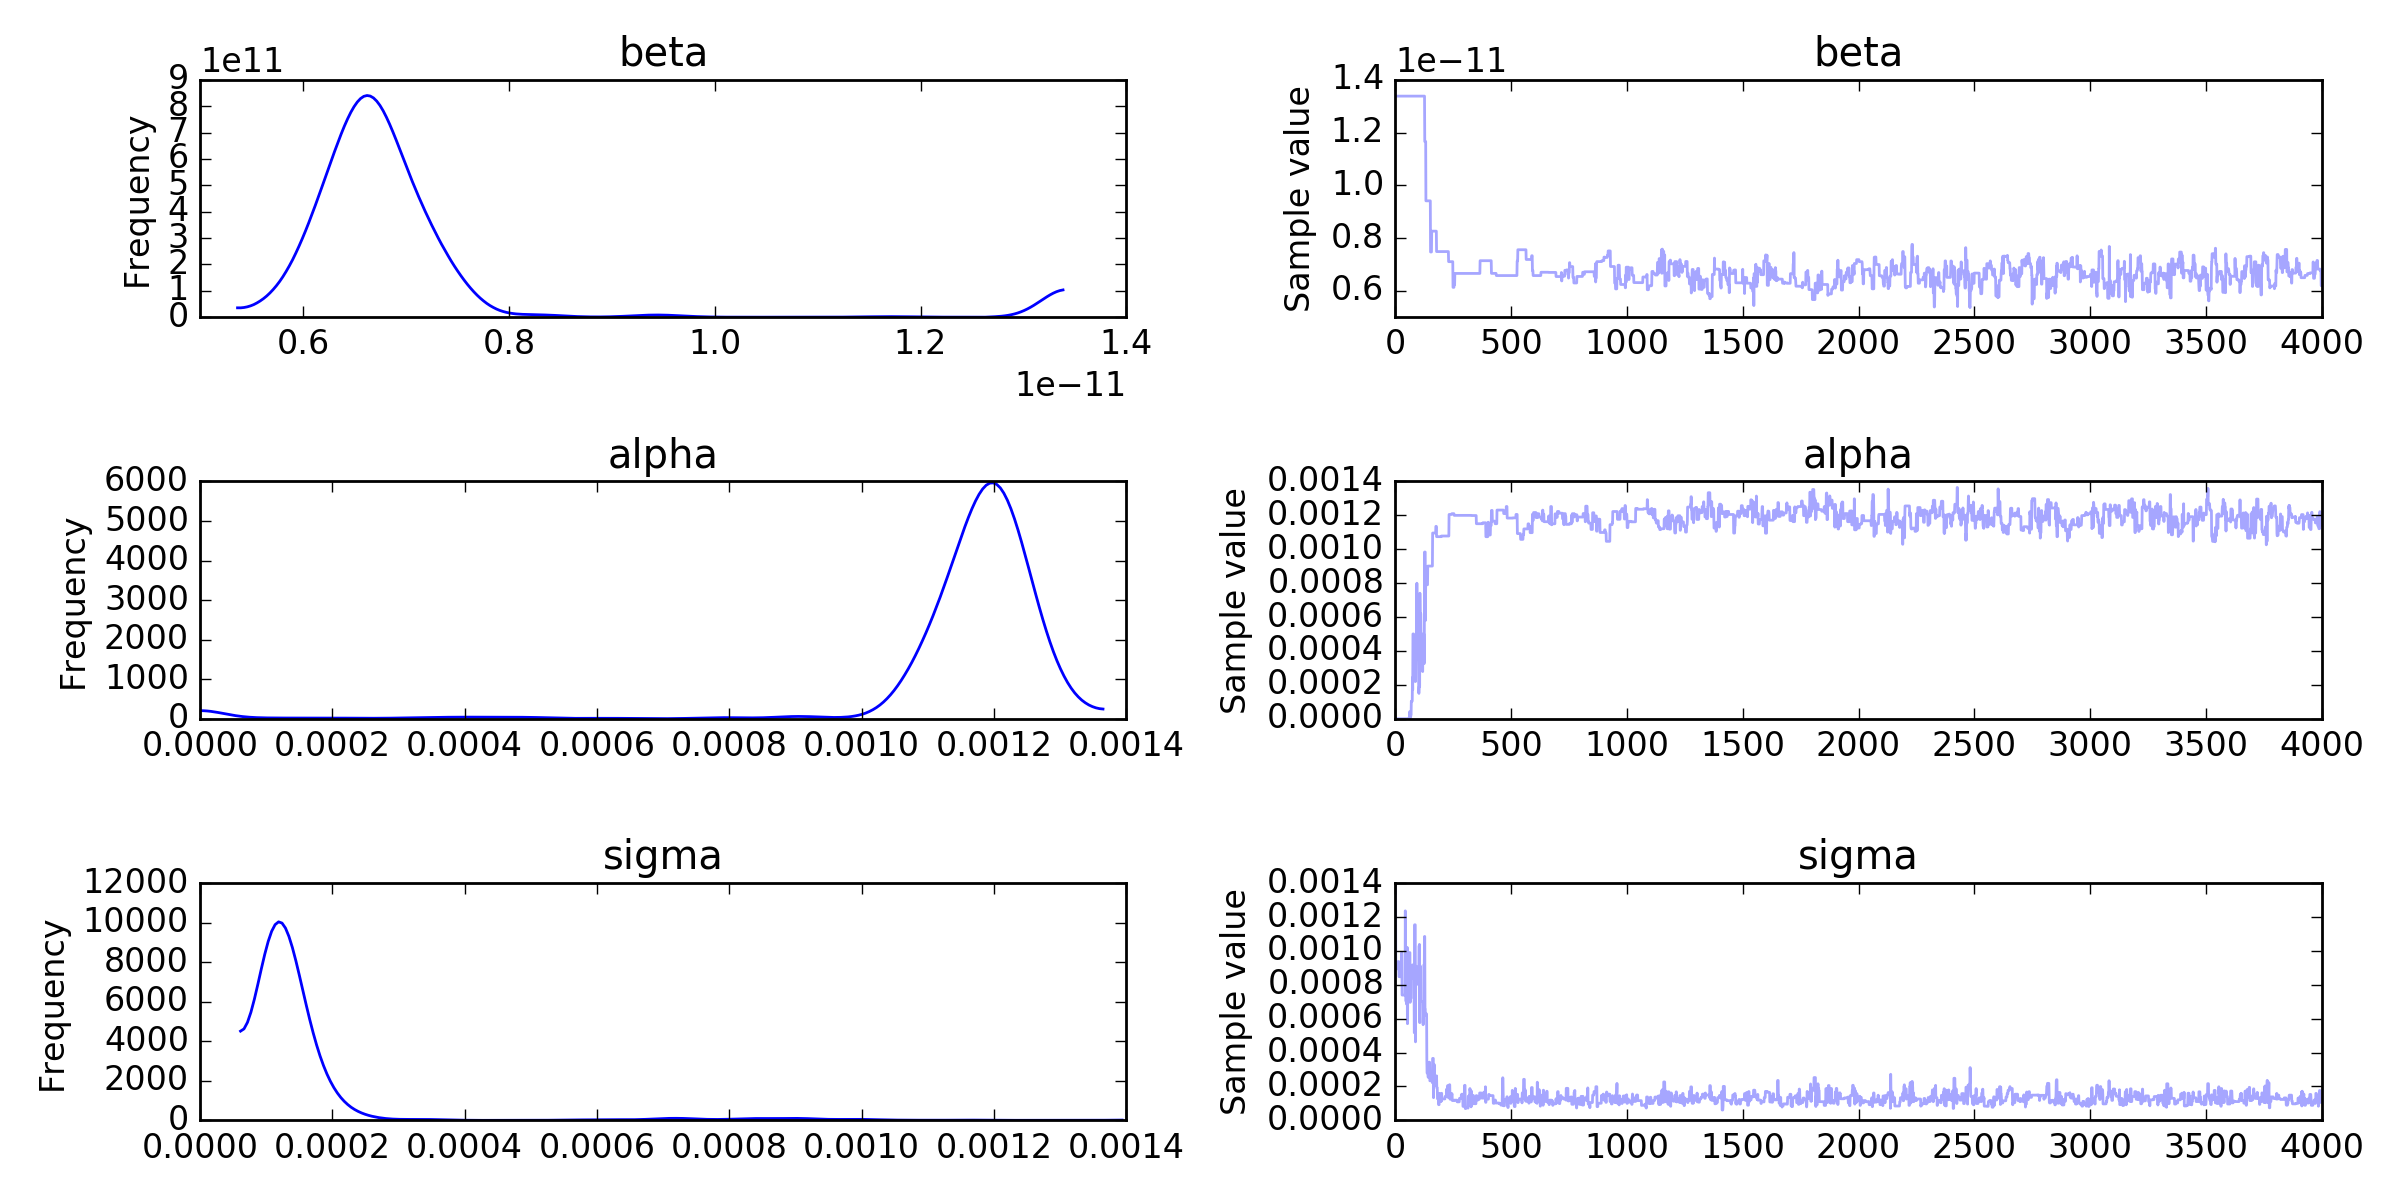 beta
1e11
Frequency
9
8
7
6
5
4
3
2
1
0
0.6 0.8 1.0 1.2 1.4
1e−11
beta
1e−11
Sample value
1.4
1.2
1.0
0.8
0.6
0 500 1000 1500 2000 2500 3000 3500 4000
alpha
Frequency
6000
5000
4000
3000
2000
1000
0
0.0000 0.0002 0.0004 0.0006 0.0008 0.0010 0.0012 0.0014
alpha
Sample value
0.0014
0.0012
0.0010
0.0008
0.0006
0.0004
0.0002
0.0000
0 500 1000 1500 2000 2500 3000 3500 4000
sigma
Frequency
12000
10000
8000
6000
4000
2000
0
0.0000 0.0002 0.0004 0.0006 0.0008 0.0010 0.0012 0.0014
sigma
Sample value
0.0014
0.0012
0.0010
0.0008
0.0006
0.0004
0.0002
0.0000
0 500 1000 1500 2000 2500 3000 3500 4000